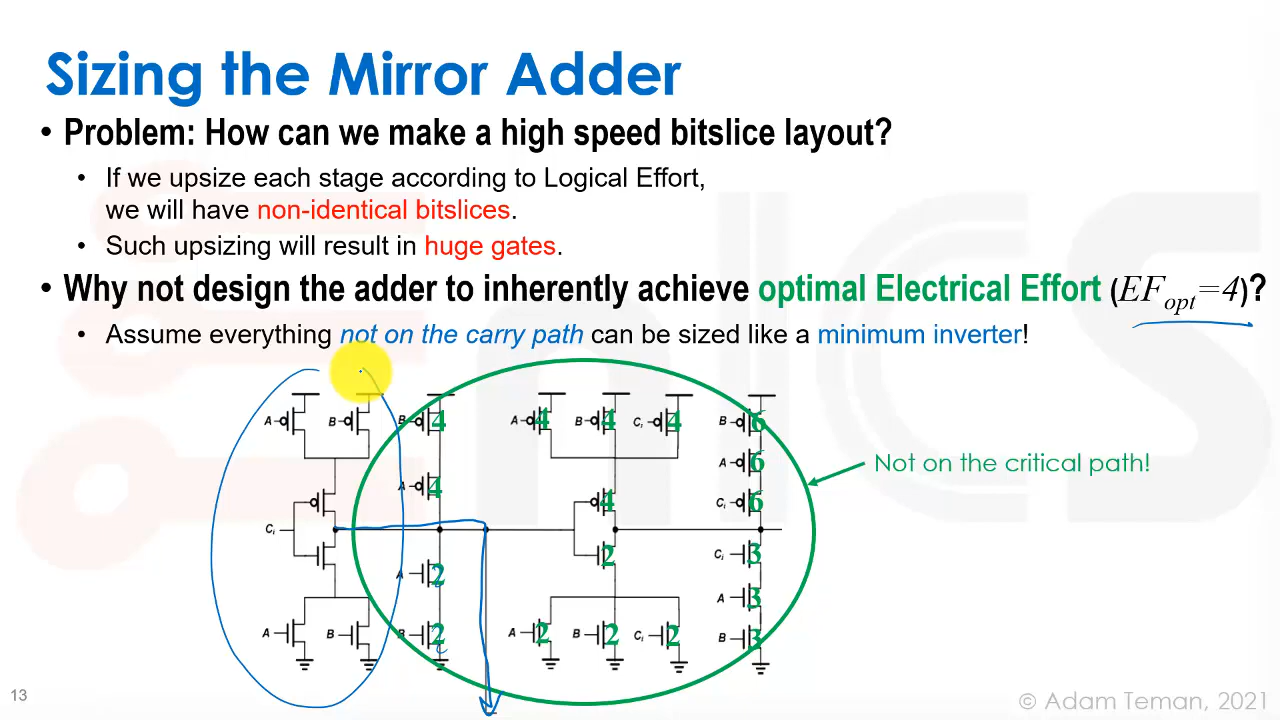 Sizing the Mirror Adder
• Problem: How can we make a high speed bitslice layout?
• If we upsize each stage according to Logical Effort,
we will have non-identical bitslices.
• Such upsizing will result in huge gates.
• Why not design the adder to inherently achieve optimal Electrical Effort (EFopt=4)?
• Assume everything not on the carry path can be sized like a minimum inverter!
A B B 4 A 4 B 4 Ci 4 B 6
A 4 A 6
4 Ci 6
Ci
2 Ci 3
A 2 A 3
A B B 2 A 2 B 2 Ci 2 B 3
Not on the critical path!
13
© Adam Teman, 2021